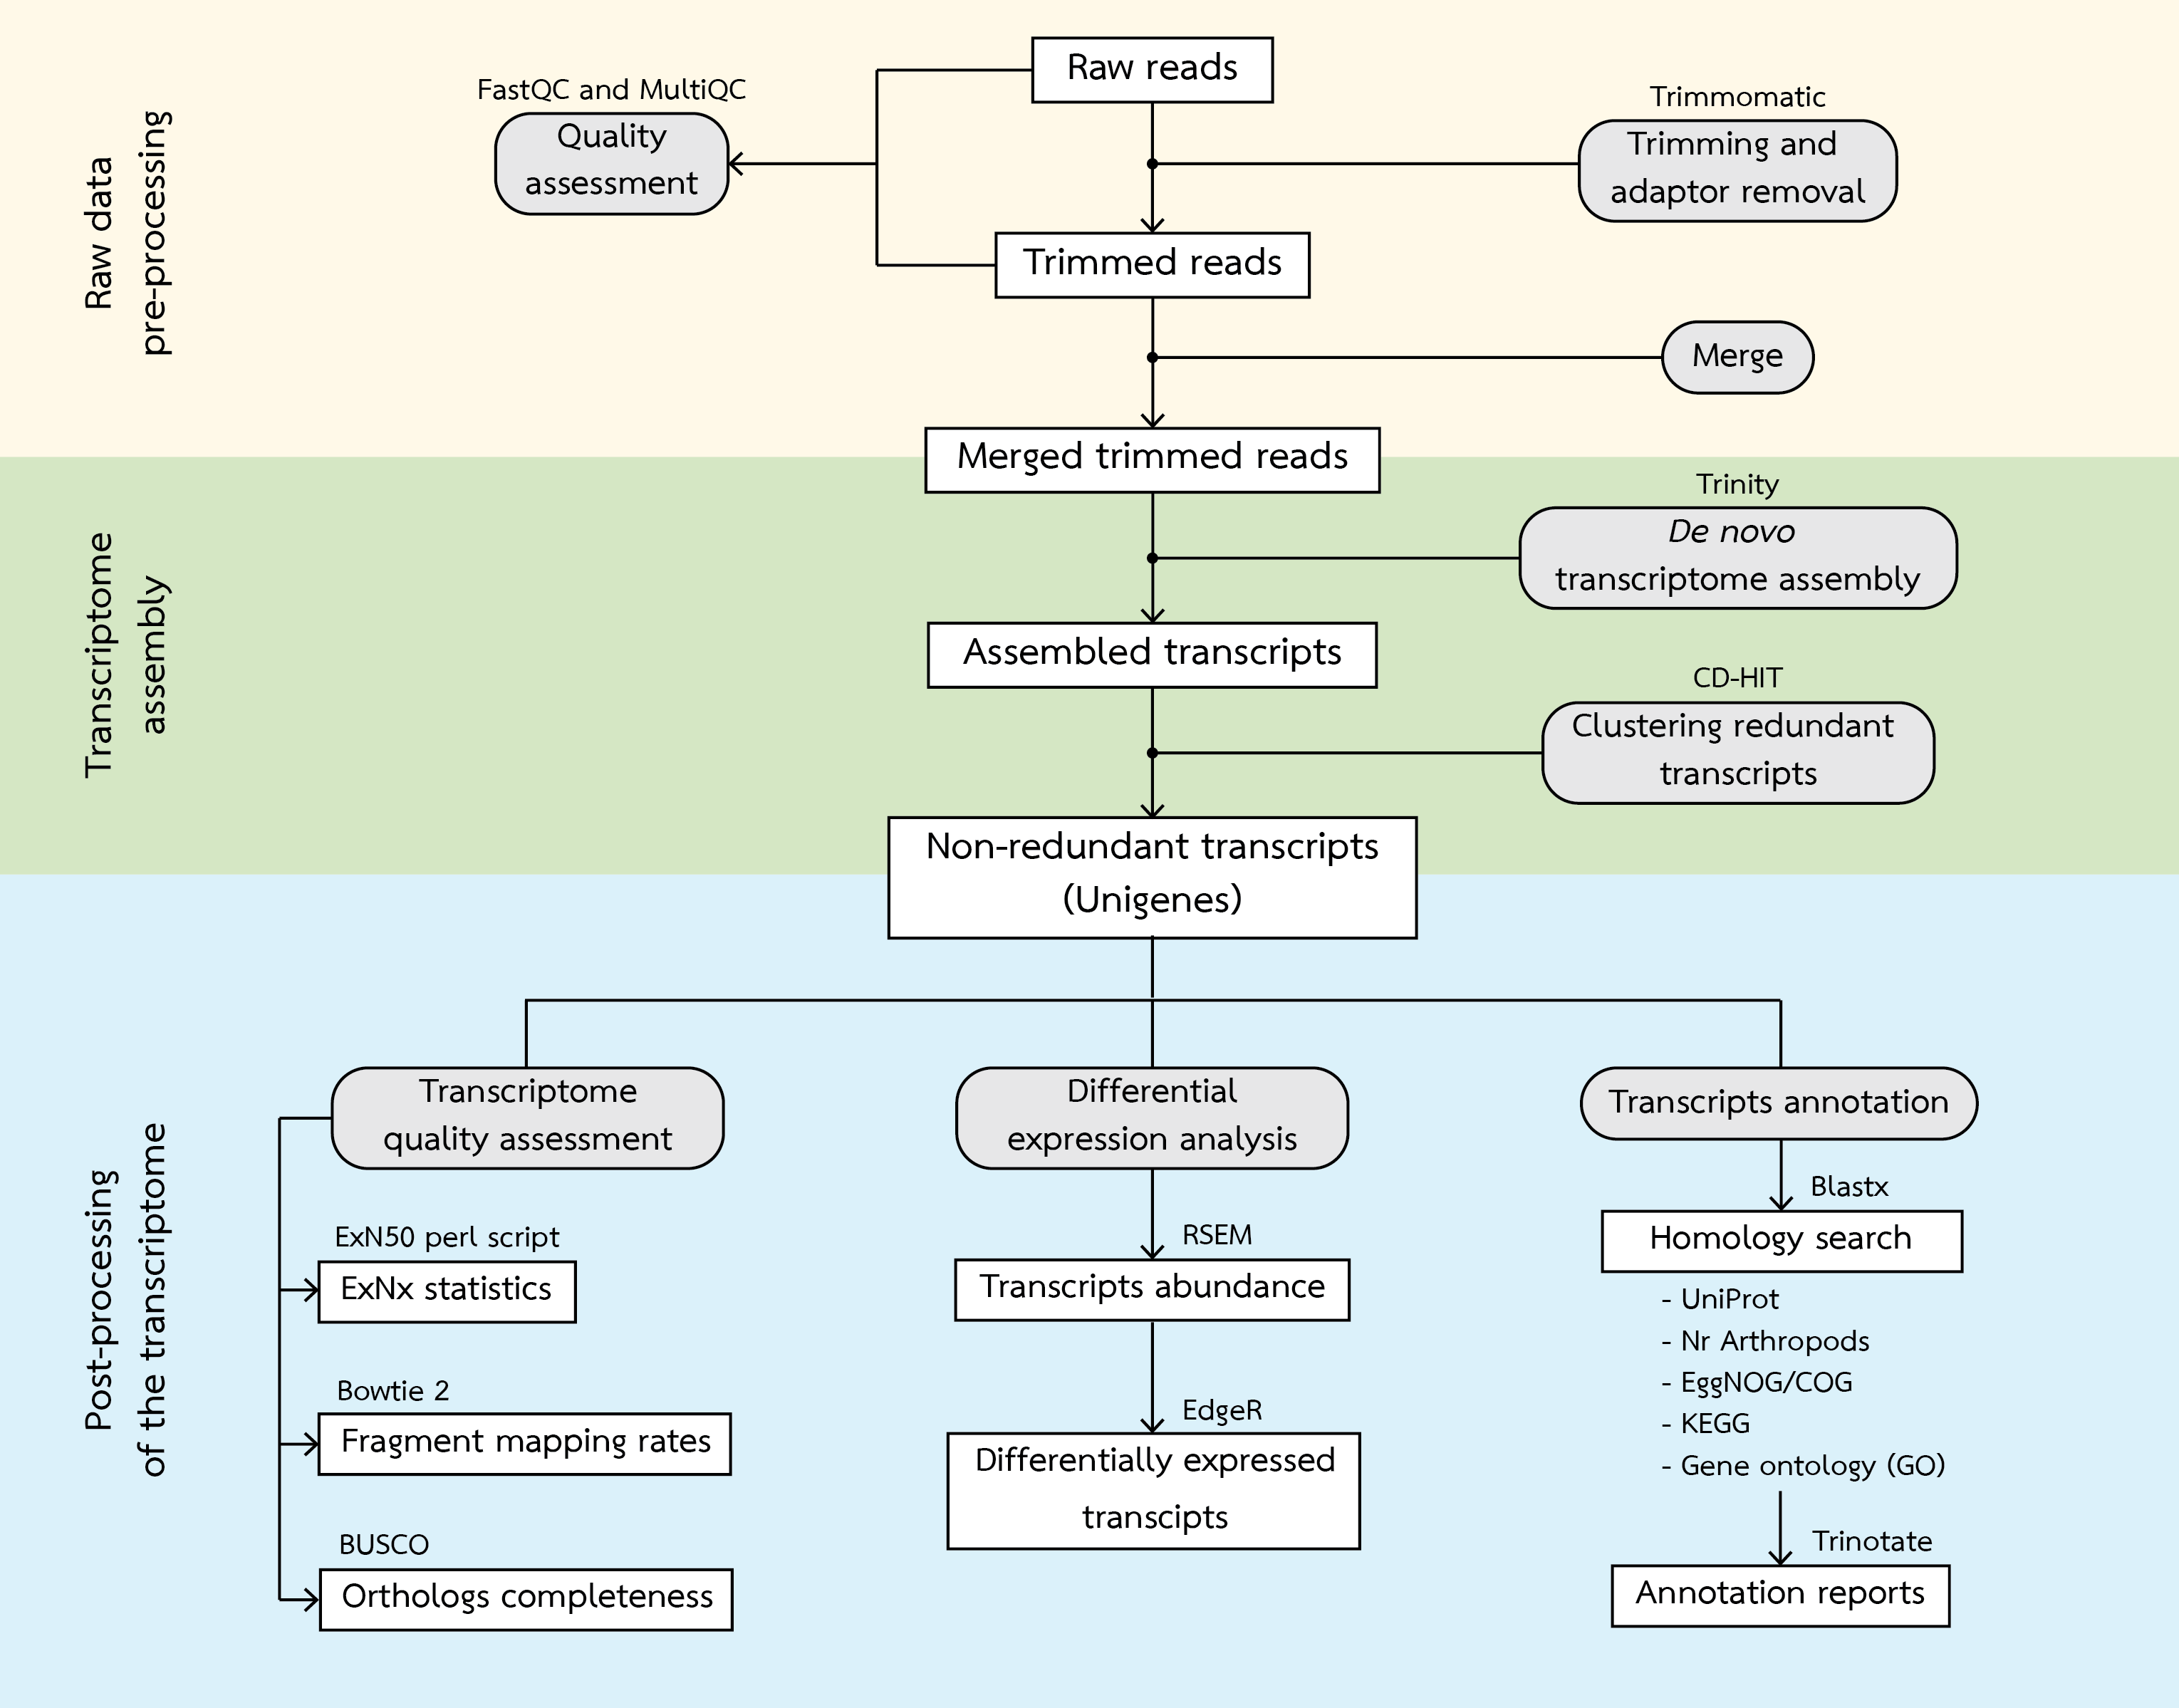 Raw data
pre-processing
Raw reads
FastQC and MultiQC
Quality
assessment
Trimmomatic
Trimming and
adaptor removal
Trimmed reads
Merge
Merged trimmed reads
Transcriptome
assembly
Trinity
De novo
transcriptome assembly
Assembled transcripts
CD-HIT
Clustering redundant
transcripts
Non-redundant transcripts
(Unigenes)
Post-processing
of the transcriptome
Transcriptome
quality assessment
ExN50 perl script
ExNx statistics
Bowtie 2
Fragment mapping rates
BUSCO
Orthologs completeness
Differential
expression analysis
RSEM
Transcripts abundance
EdgeR
Differentially expressed
transcipts
Transcripts annotation
Blastx
Homology search
- UniProt
- Nr Arthropods
- EggNOG/COG
- KEGG
- Gene ontology (GO)
Trinotate
Annotation reports